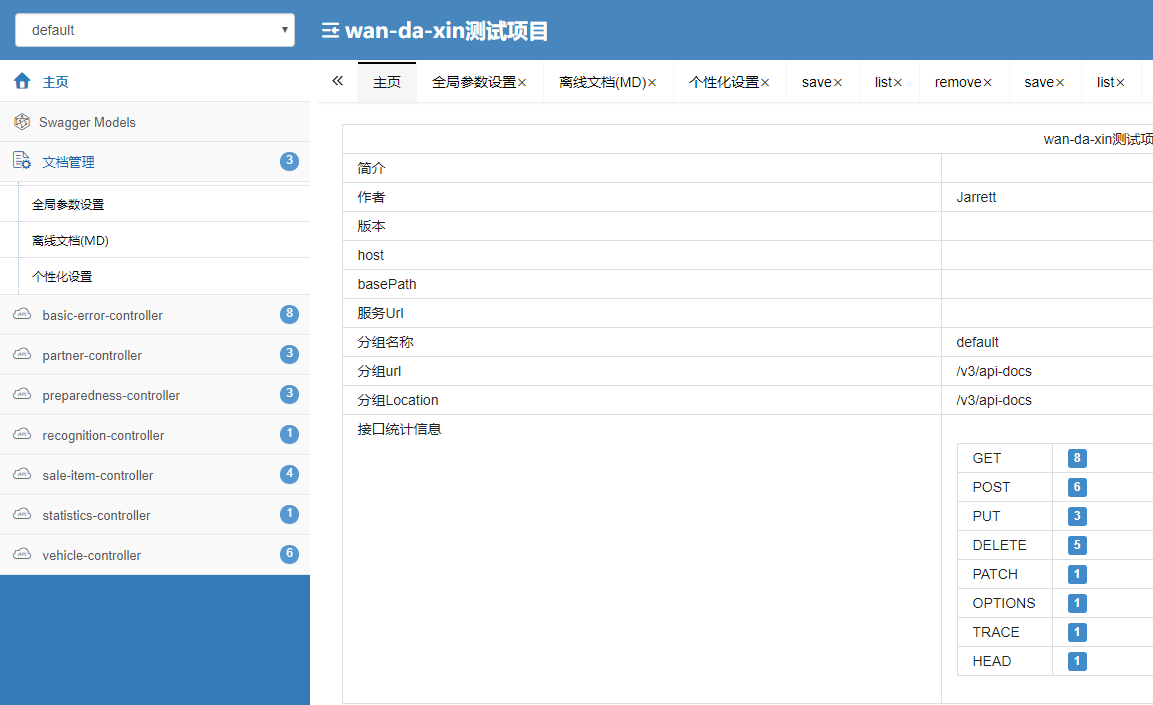 default
wan-da-xin测试项目
主页
Swagger Models
文档管理 3
全局参数设置
离线文档(MD)
个性化设置
basic-error-controller 8
partner-controller 3
preparedness-controller 3
recognition-controller 1
sale-item-controller 4
statistics-controller 1
vehicle-controller 6
« 主页 全局参数设置× 离线文档(MD)× 个性化设置× save× list× remove× save× list×
wan-da-xin测试项
简介
作者 Jarrett
版本
host
basePath
服务Url
分组名称 default
分组url /v3/api-docs
分组Location /v3/api-docs
接口统计信息
GET 8
POST 6
PUT 3
DELETE 5
PATCH 1
OPTIONS 1
TRACE 1
HEAD 1